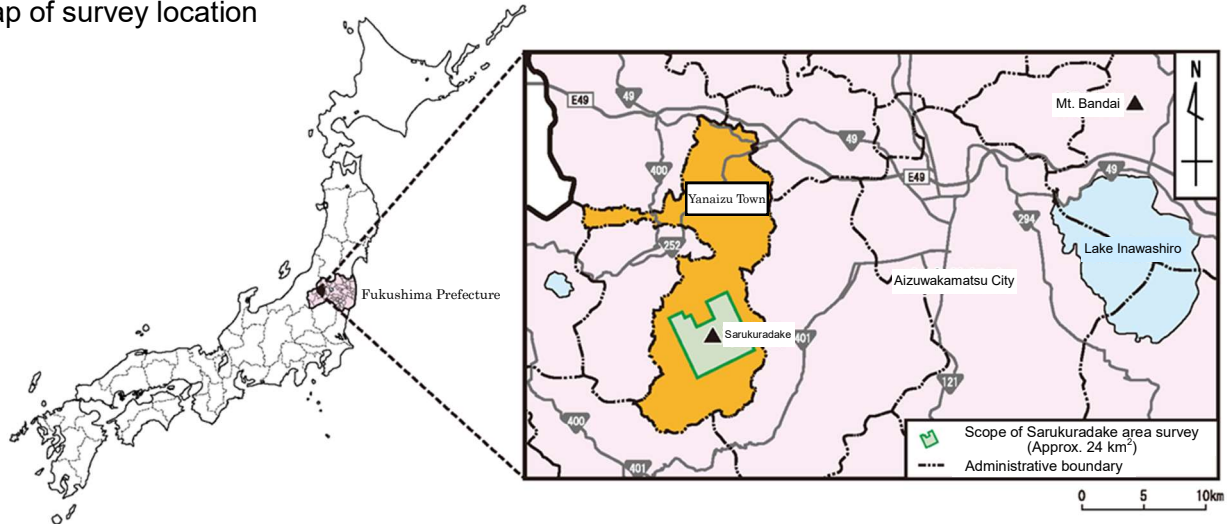 ap of survey location
Fukushima Prefecture
N
E49
49
Mt. Bandai
49
400
E49
49
Yanaizu Town
294
252
Lake Inawashiro
Aizuwakamatsu City
Sarukuradake
401
121
400
401
Scope of Sarukuradake area survey
(Approx. 24 km²)
Administrative boundary
0 5 10km